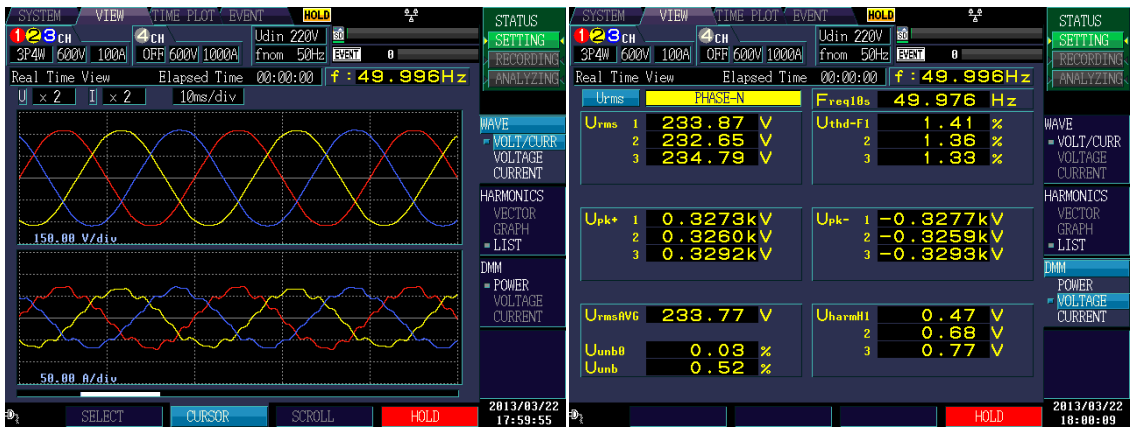 SYSTEM VIEW TIME PLOT EVENT HOLD
123CH 4CH Udin 220V SD
3P4W 600V 100A OFF 600V 1000A fnom 50Hz EVENT 0
Real Time View Elapsed Time 00:00:00 f:49.996Hz
U x 2 I x 2 10ms/div
150.00 V/div
50.00 A/div
SELECT CURSOR SCROLL HOLD
STATUS
SETTING
RECORDING
ANALYZING
WAVE
VOLT/CURR
VOLTAGE
CURRENT
HARMONICS
VECTOR
GRAPH
LIST
DMM
POWER
VOLTAGE
CURRENT
2013/03/22
17:59:55
SYSTEM VIEW TIME PLOT EVENT HOLD
123CH 4CH Udin 220V SD
3P4W 600V 100A OFF 600V 1000A fnom 50Hz EVENT 0
Real Time View Elapsed Time 00:00:00 f:49.996Hz
Urms PHASE-N Freq10s 49.976 Hz
Urms 1 233.87 V Uthd-F1 1.41 %
2 232.65 V 2 1.36 %
3 234.79 V 3 1.33 %
Upk+ 1 0.3273kV Upk- 1 -0.3277kV
2 0.3260kV 2 -0.3259kV
3 0.3292kV 3 -0.3293kV
UrmsAVG 233.77 V UharmH1 0.47 V
2 0.68 V
Uunb0 0.03 % 3 0.77 V
Uunb 0.52 %
HOLD
STATUS
SETTING
RECORDING
ANALYZING
WAVE
VOLT/CURR
VOLTAGE
CURRENT
HARMONICS
VECTOR
GRAPH
LIST
DMM
POWER
VOLTAGE
CURRENT
2013/03/22
18:00:09